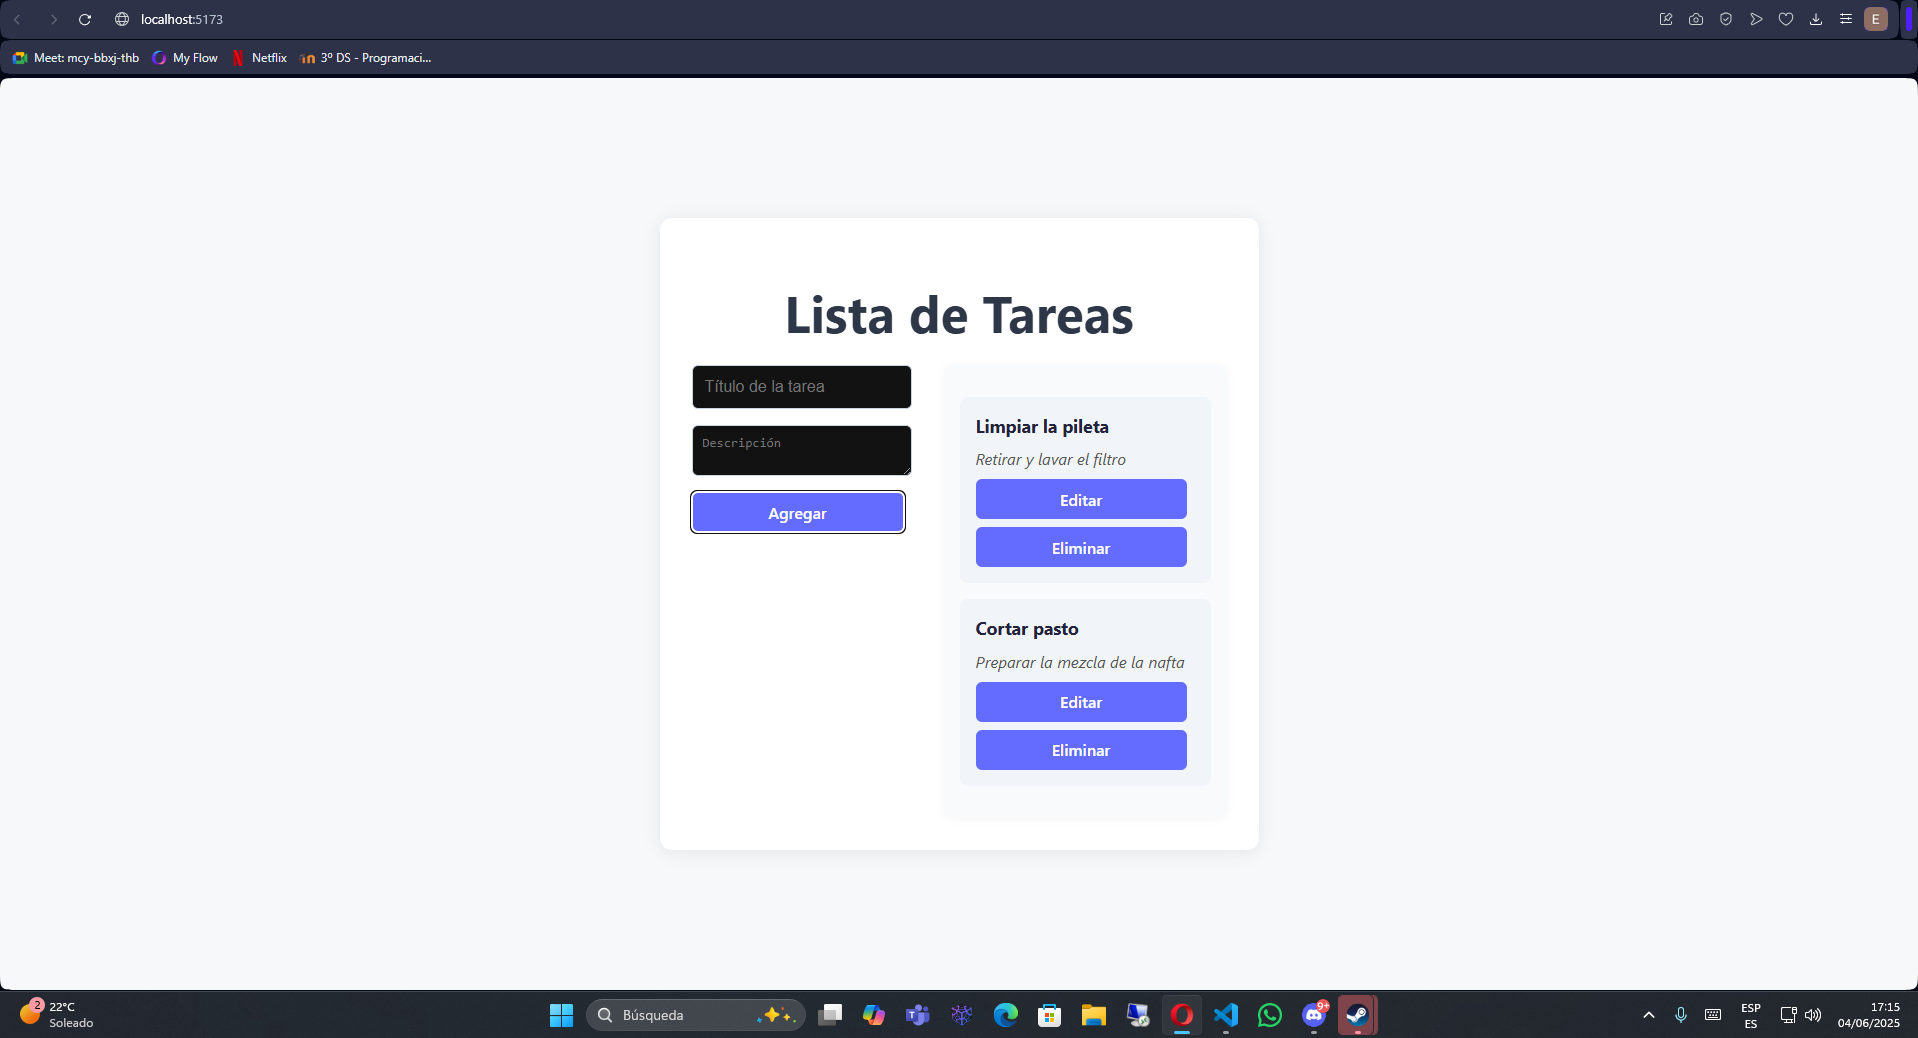 localhost:5173
E
Meet: mcy-bbxj-thb
My Flow
Netflix
3º DS - Programaci...
Lista de Tareas
Título de la tarea
Descripción
Agregar
Limpiar la pileta
Retirar y lavar el filtro
Editar
Eliminar
Cortar pasto
Preparar la mezcla de la nafta
Editar
Eliminar
2
22°C
Soleado
Búsqueda
9+
ESP
ES
17:15
04/06/2025